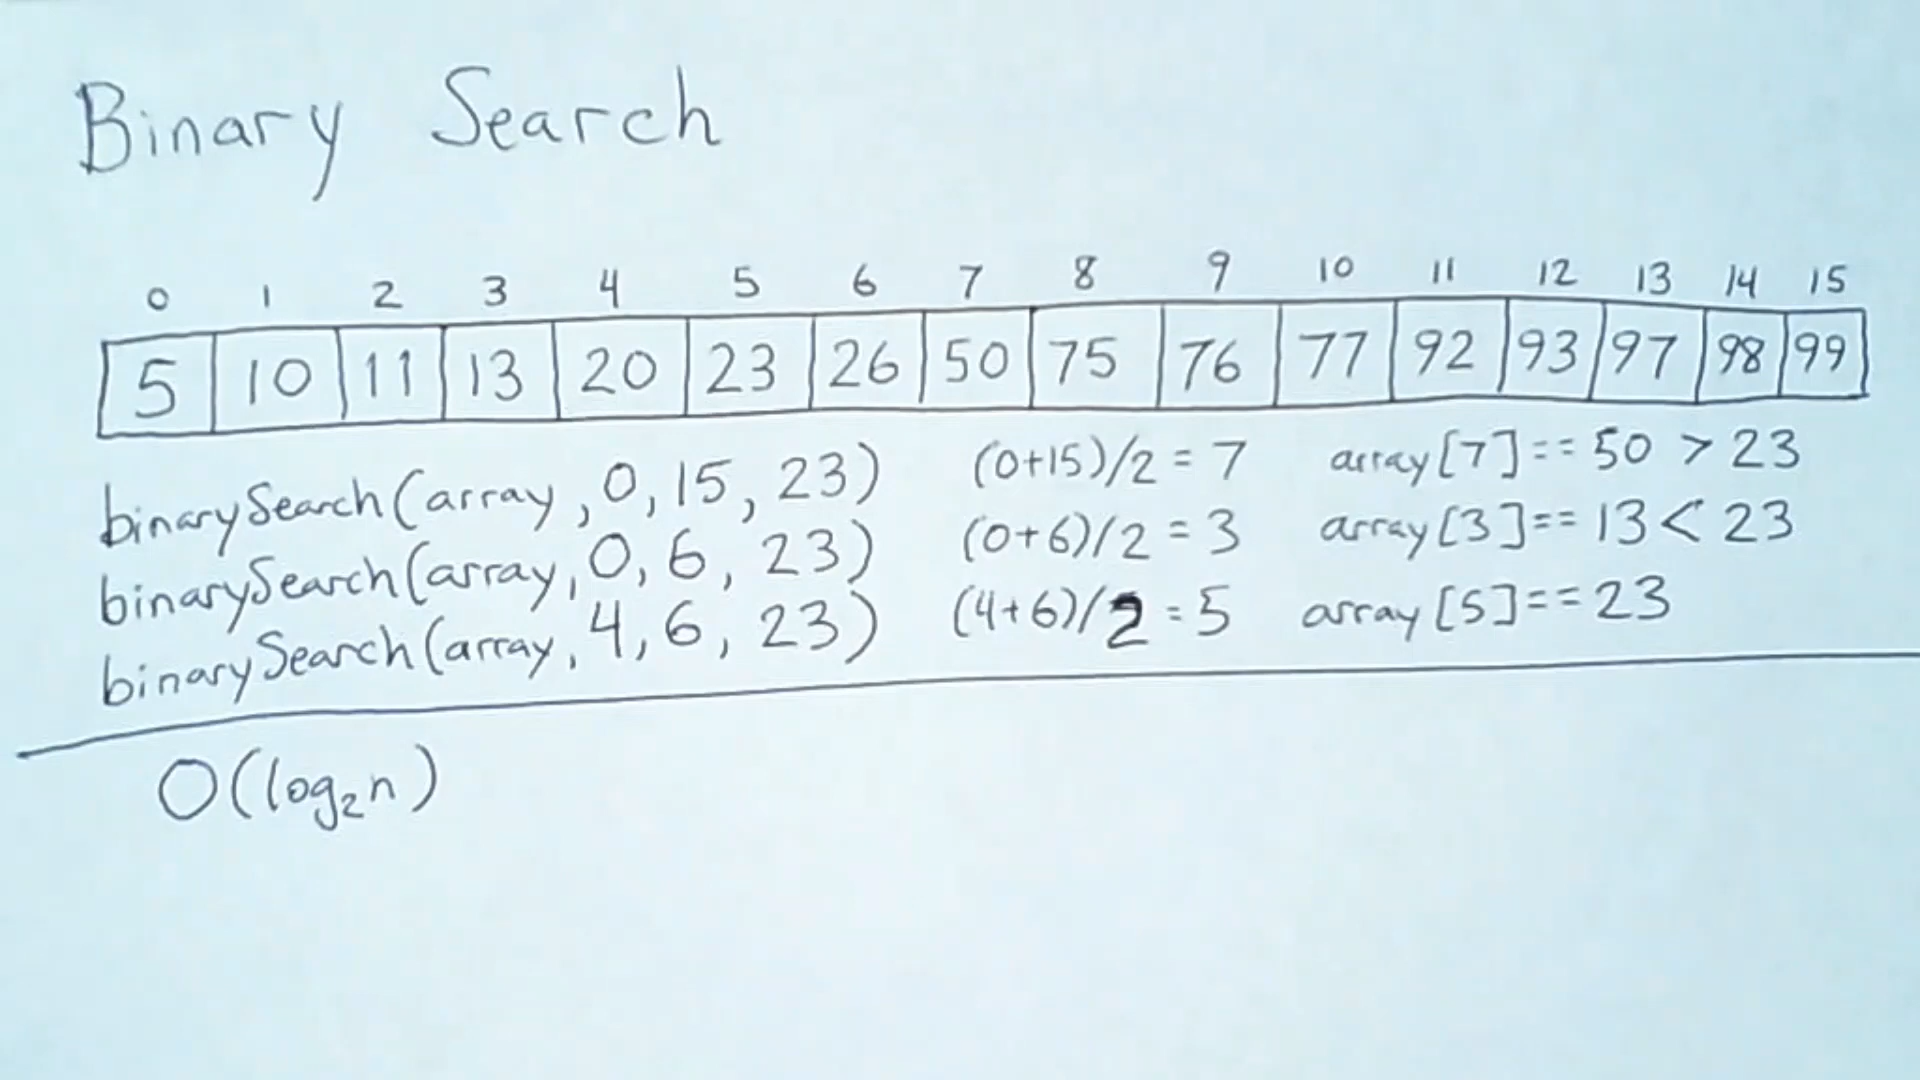 Binary Search
0 1 2 3 4 5 6 7 8 9 10 11 12 13 14 15
5 10 11 13 20 23 26 50 75 76 77 92 93 97 98 99
binarySearch(array, 0, 15, 23) (0+15)/2 = 7 array[7]== 50 > 23
binarySearch(array, 0, 6, 23) (0+6)/2 = 3 array[3]== 13 < 23
binarySearch(array, 4, 6, 23) (4+6)/2 = 5 array[5]== 23
O(log₂n)